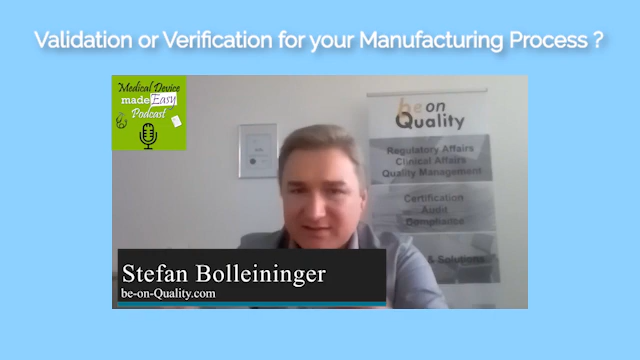 Validation or Verification for your Manufacturing Process ?
Medical Device
made Easy
Podcast
be on
Quality
Regulatory Affairs
Clinical Affairs
Quality Management
Certification
Audit
Compliance
& Solutions
Stefan Bolleininger
be-on-Quality.com